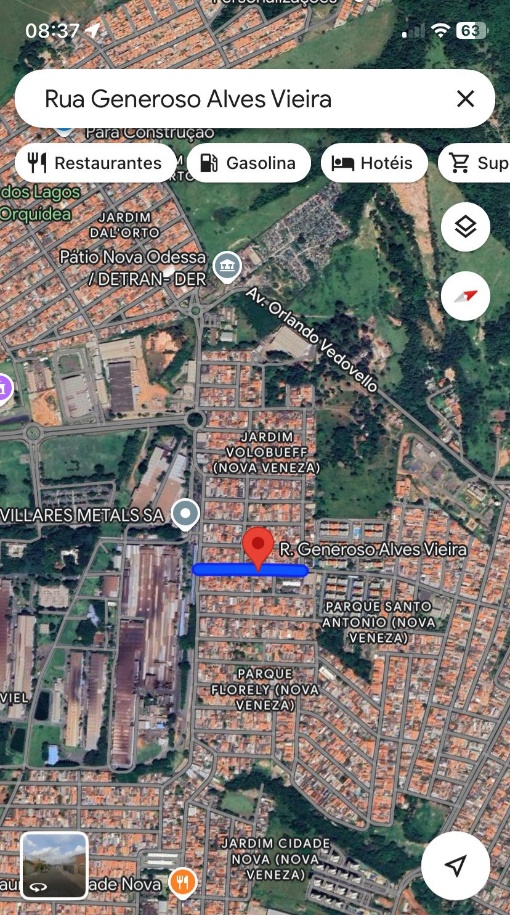 08:37
63
Personalizações
Rua Generoso Alves Vieira
Para Construção
Restaurantes
Gasolina
Hotéis
Sup
dos Lagos
Orquídea
JARDIM
DAL'ORTO
Pátio Nova Odessa
/ DETRAN- DER
Av. Orlando Vedovello
JARDIM
VOLOBUEFF
(NOVA VENEZA)
VILLARES METALS SA
R. Generoso Alves Vieira
PARQUE SANTO
ANTONIO (NOVA
VENEZA)
PARQUE
FLORELY (NOVA
VENEZA)
VIEL
JARDIM CIDADE
NOVA (NOVA
VENEZA)
ade Nova